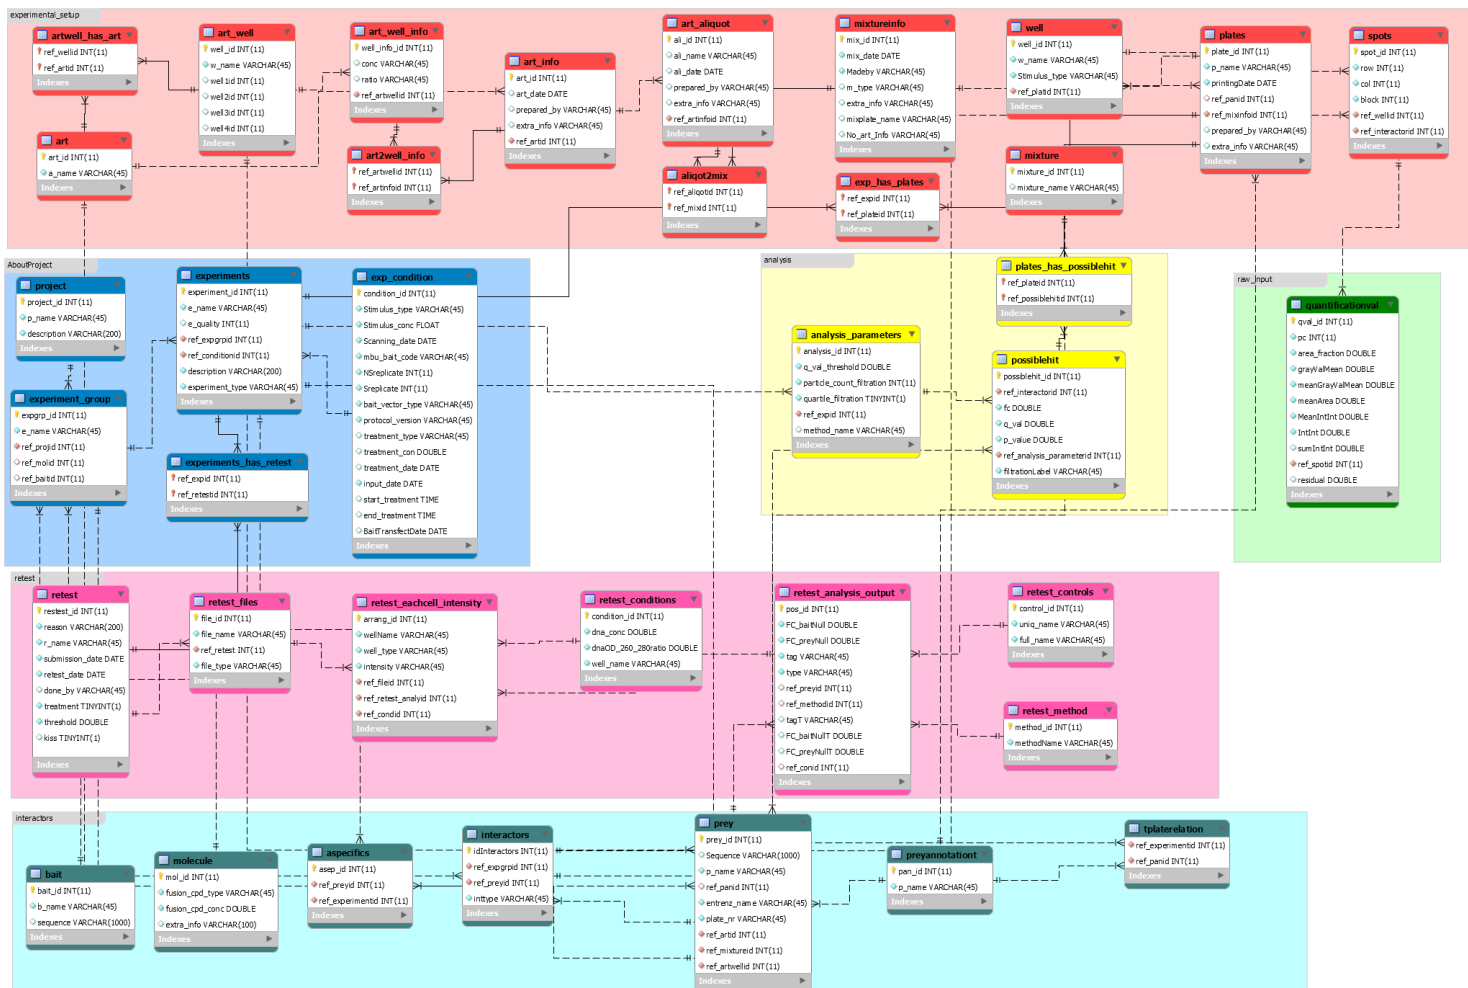 experimental_setup
artwell_has_art
ref_wellid INT(11)
ref_artid INT(11)
Indexes
art_well
well_id INT(11)
w_name VARCHAR(45)
well1id INT(11)
well2id INT(11)
well3id INT(11)
well4id INT(11)
Indexes
art_well_info
well_info_id INT(11)
conc VARCHAR(45)
ratio VARCHAR(45)
ref_artwellid INT(11)
Indexes
art_info
art_id INT(11)
art_date DATE
prepared_by VARCHAR(45)
extra_info VARCHAR(45)
ref_artid INT(11)
Indexes
art_aliquot
ali_id INT(11)
ali_name VARCHAR(45)
ali_date DATE
prepared_by VARCHAR(45)
extra_info VARCHAR(45)
ref_artinfoid INT(11)
Indexes
mixtureinfo
mix_id INT(11)
mix_date DATE
Madeby VARCHAR(45)
m_type VARCHAR(45)
extra_info VARCHAR(45)
mixplate_name VARCHAR(45)
No_art_Info VARCHAR(45)
Indexes
well
well_id INT(11)
w_name VARCHAR(45)
Stimulus_type VARCHAR(45)
ref_platid INT(11)
Indexes
plates
plate_id INT(11)
p_name VARCHAR(45)
printingDate DATE
ref_panid INT(11)
ref_mixinfoid INT(11)
prepared_by VARCHAR(45)
extra_info VARCHAR(45)
Indexes
spots
spot_id INT(11)
row INT(11)
col INT(11)
block INT(11)
ref_wellid INT(11)
ref_interactorid INT(11)
Indexes
art
art_id INT(11)
a_name VARCHAR(45)
Indexes
art2well_info
ref_artwellid INT(11)
ref_artinfoid INT(11)
Indexes
aliqot2mix
ref_aliqotid INT(11)
ref_mixid INT(11)
Indexes
exp_has_plates
ref_expid INT(11)
ref_plateid INT(11)
Indexes
mixture
mixture_id INT(11)
mixture_name VARCHAR(45)
Indexes
AboutProject
project
project_id INT(11)
p_name VARCHAR(45)
description VARCHAR(200)
Indexes
experiment_group
expgrp_id INT(11)
e_name VARCHAR(45)
ref_projid INT(11)
ref_molid INT(11)
ref_baitid INT(11)
Indexes
experiments
experiment_id INT(11)
e_name VARCHAR(45)
e_quality INT(11)
ref_expgrpid INT(11)
ref_conditionid INT(11)
description VARCHAR(200)
experiment_type VARCHAR(45)
Indexes
experiments_has_retest
ref_expid INT(11)
ref_retestid INT(11)
Indexes
exp_condition
condition_id INT(11)
Stimulus_type VARCHAR(45)
Stimulus_conc FLOAT
Scanning_date DATE
mbu_bait_code VARCHAR(45)
NSreplicate INT(11)
Sreplicate INT(11)
bait_vector_type VARCHAR(45)
protocol_version VARCHAR(45)
treatment_type VARCHAR(45)
treatment_con DOUBLE
treatment_date DATE
input_date DATE
start_treatment TIME
end_treatment TIME
BaitTransfectDate DATE
Indexes
analysis
plates_has_possiblehit
ref_plateid INT(11)
ref_possiblehitid INT(11)
Indexes
analysis_parameters
analysis_id INT(11)
q_val_threshold DOUBLE
particle_count_filtration INT(11)
quartile_filtration TINYINT(1)
ref_expid INT(11)
method_name VARCHAR(45)
Indexes
possiblehit
possiblehit_id INT(11)
ref_interactorid INT(11)
fc DOUBLE
q_val DOUBLE
p_value DOUBLE
ref_analysis_parameterid INT(11)
filtrationLabel VARCHAR(45)
Indexes
raw_input
quantificationval
qval_id INT(11)
pc INT(11)
area_fraction DOUBLE
grayValMean DOUBLE
meanGrayValMean DOUBLE
meanArea DOUBLE
MeanIntInt DOUBLE
IntInt DOUBLE
sumIntInt DOUBLE
ref_spotid INT(11)
residual DOUBLE
Indexes
retest
retest
restest_id INT(11)
reason VARCHAR(200)
r_name VARCHAR(45)
submission_date DATE
retest_date DATE
done_by VARCHAR(45)
treatment TINYINT(1)
threshold DOUBLE
kiss TINYINT(1)
Indexes
retest_files
file_id INT(11)
file_name VARCHAR(45)
ref_retest INT(11)
file_type VARCHAR(45)
Indexes
retest_eachcell_intensity
arrang_id INT(11)
wellName VARCHAR(45)
well_type VARCHAR(45)
intensity VARCHAR(45)
ref_fileid INT(11)
ref_retest_analyid INT(11)
ref_condid INT(11)
Indexes
retest_conditions
condition_id INT(11)
dna_conc DOUBLE
dnaOD_260_280ratio DOUBLE
well_name VARCHAR(45)
Indexes
retest_analysis_output
pos_id INT(11)
FC_baitNull DOUBLE
FC_preyNull DOUBLE
tag VARCHAR(45)
type VARCHAR(45)
ref_preyid INT(11)
ref_methodid INT(11)
tagT VARCHAR(45)
FC_baitNullT DOUBLE
FC_preyNullT DOUBLE
ref_conid INT(11)
Indexes
retest_controls
control_id INT(11)
uniq_name VARCHAR(45)
full_name VARCHAR(45)
Indexes
retest_method
method_id INT(11)
methodName VARCHAR(45)
Indexes
interactors
bait
bait_id INT(11)
b_name VARCHAR(45)
sequence VARCHAR(1000)
Indexes
molecule
mol_id INT(11)
fusion_cpd_type VARCHAR(45)
fusion_cpd_conc DOUBLE
extra_info VARCHAR(100)
Indexes
aspecifics
asep_id INT(11)
ref_preyid INT(11)
ref_experimentid INT(11)
Indexes
interactors
idInteractors INT(11)
ref_expgrpid INT(11)
ref_preyid INT(11)
inttype VARCHAR(45)
Indexes
prey
prey_id INT(11)
Sequence VARCHAR(1000)
p_name VARCHAR(45)
ref_panid INT(11)
entrenz_name VARCHAR(45)
plate_nr VARCHAR(45)
ref_artid INT(11)
ref_mixtureid INT(11)
ref_artwellid INT(11)
Indexes
preyannotationt
pan_id INT(11)
p_name VARCHAR(45)
Indexes
tplaterelation
ref_experimentid INT(11)
ref_panid INT(11)
Indexes